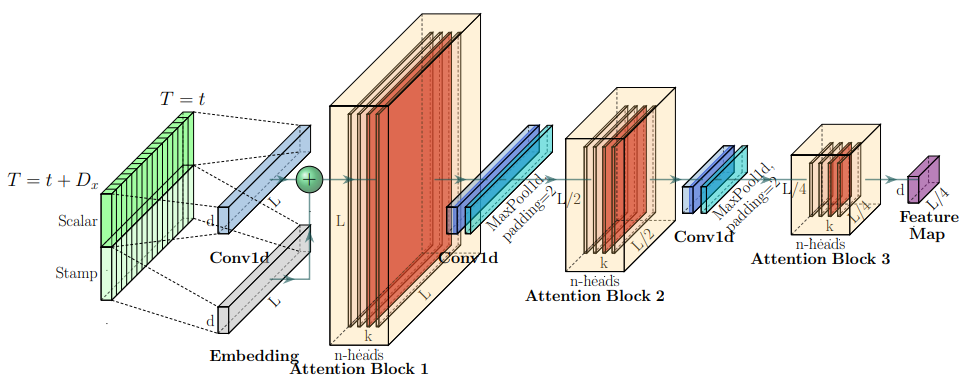 T = t
T = t + D_x
Scalar
Stamp
d
L
Conv1d
d
L
Embedding
L
L
k
n-heads
Attention Block 1
Conv1d
MaxPool1d,
padding=2
L/2
L/2
k
n-heads
Attention Block 2
Conv1d
MaxPool1d,
padding=2
L/4
L/4
k
n-heads
Attention Block 3
d
L/4
Feature
Map